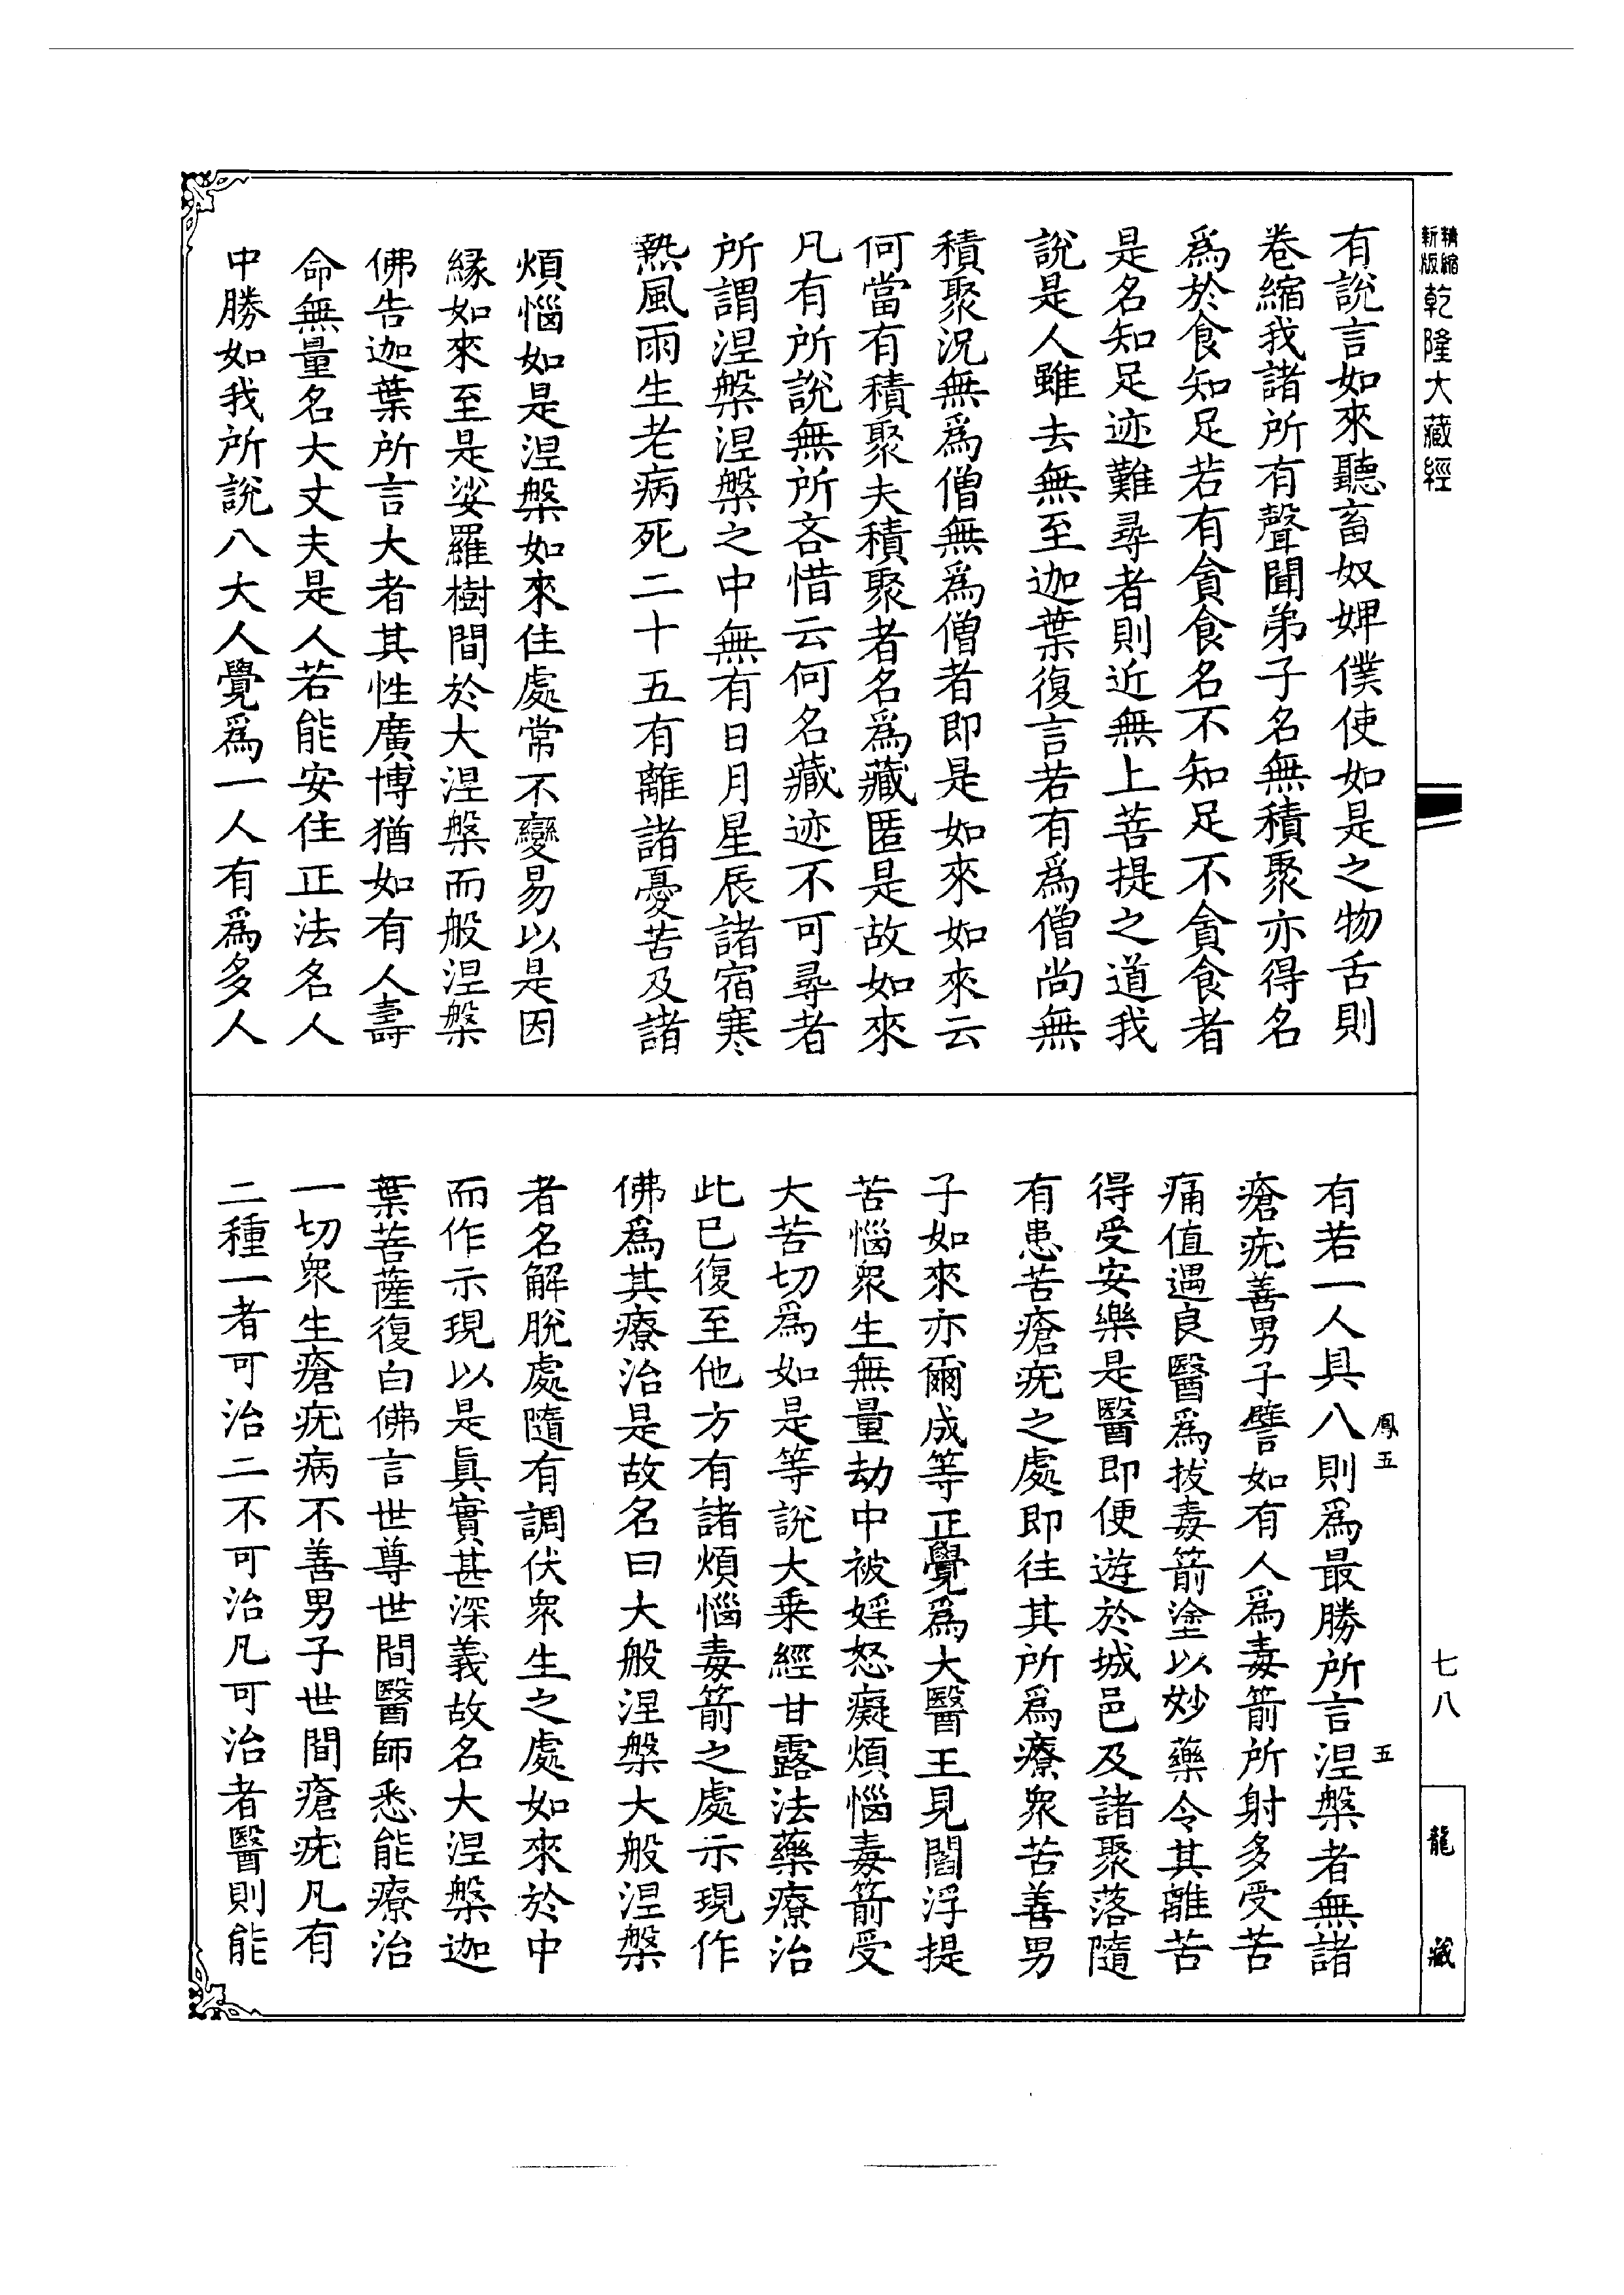 精縮新版乾隆大藏經
有說言如來聽畜奴婢僕使如是之物舌則
卷縮我諸所有聲聞弟子名無積聚亦得名
爲於食知足若有貪食名不知足不貪食者
是名知足迹難尋者則近無上菩提之道我
說是人雖去無至迦葉復言若有爲僧尚無
積聚況無爲僧無爲僧者即是如來如來云
何當有積聚夫積聚者名爲藏匿是故如來
凡有所說無所吝惜云何名藏迹不可尋者
所謂涅槃涅槃之中無有日月星辰諸宿寒
熱風雨生老病死二十五有離諸憂苦及諸
煩惱如是涅槃如來住處常不變易以是因
緣如來至是娑羅樹間於大涅槃而般涅槃
佛告迦葉所言大者其性廣博猶如有人壽
命無量名大丈夫是人若能安住正法名人
中勝如我所說八大人覺爲一人有爲多人
有若一人具八則爲最勝所言涅槃者無諸
瘡疣善男子譬如有人爲毒箭所射多受苦
痛值遇良醫爲拔毒箭塗以妙藥令其離苦
得受安樂是醫即便遊於城邑及諸聚落隨
有患苦瘡疣之處即往其所爲療衆苦善男
子如來亦爾成等正覺爲大醫王見閻浮提
苦惱衆生無量劫中被婬怒癡煩惱毒箭受
大苦切爲如是等說大乗經甘露法藥療治
此已復至他方有諸煩惱毒箭之處示現作
佛爲其療治是故名曰大般涅槃大般涅槃
者名解脫處隨有調伏衆生之處如來於中
而作示現以是眞實甚深義故名大涅槃迦
葉菩薩復白佛言世尊世間醫師悉能療治
一切衆生瘡疣病不善男子世間瘡疣凡有
二種一者可治二不可治凡可治者醫則能
鳳五
五
七八
龍藏